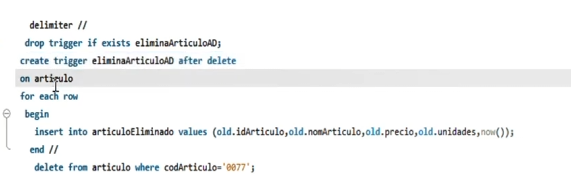 delimiter //
drop trigger if exists eliminaArticuloAD;
create trigger eliminaArticuloAD after delete
on articulo
for each row
begin
insert into articuloEliminado values (old.idArticulo,old.nomArticulo,old.precio,old.unidades,now());
end //
delete from articulo where codArticulo='0077';